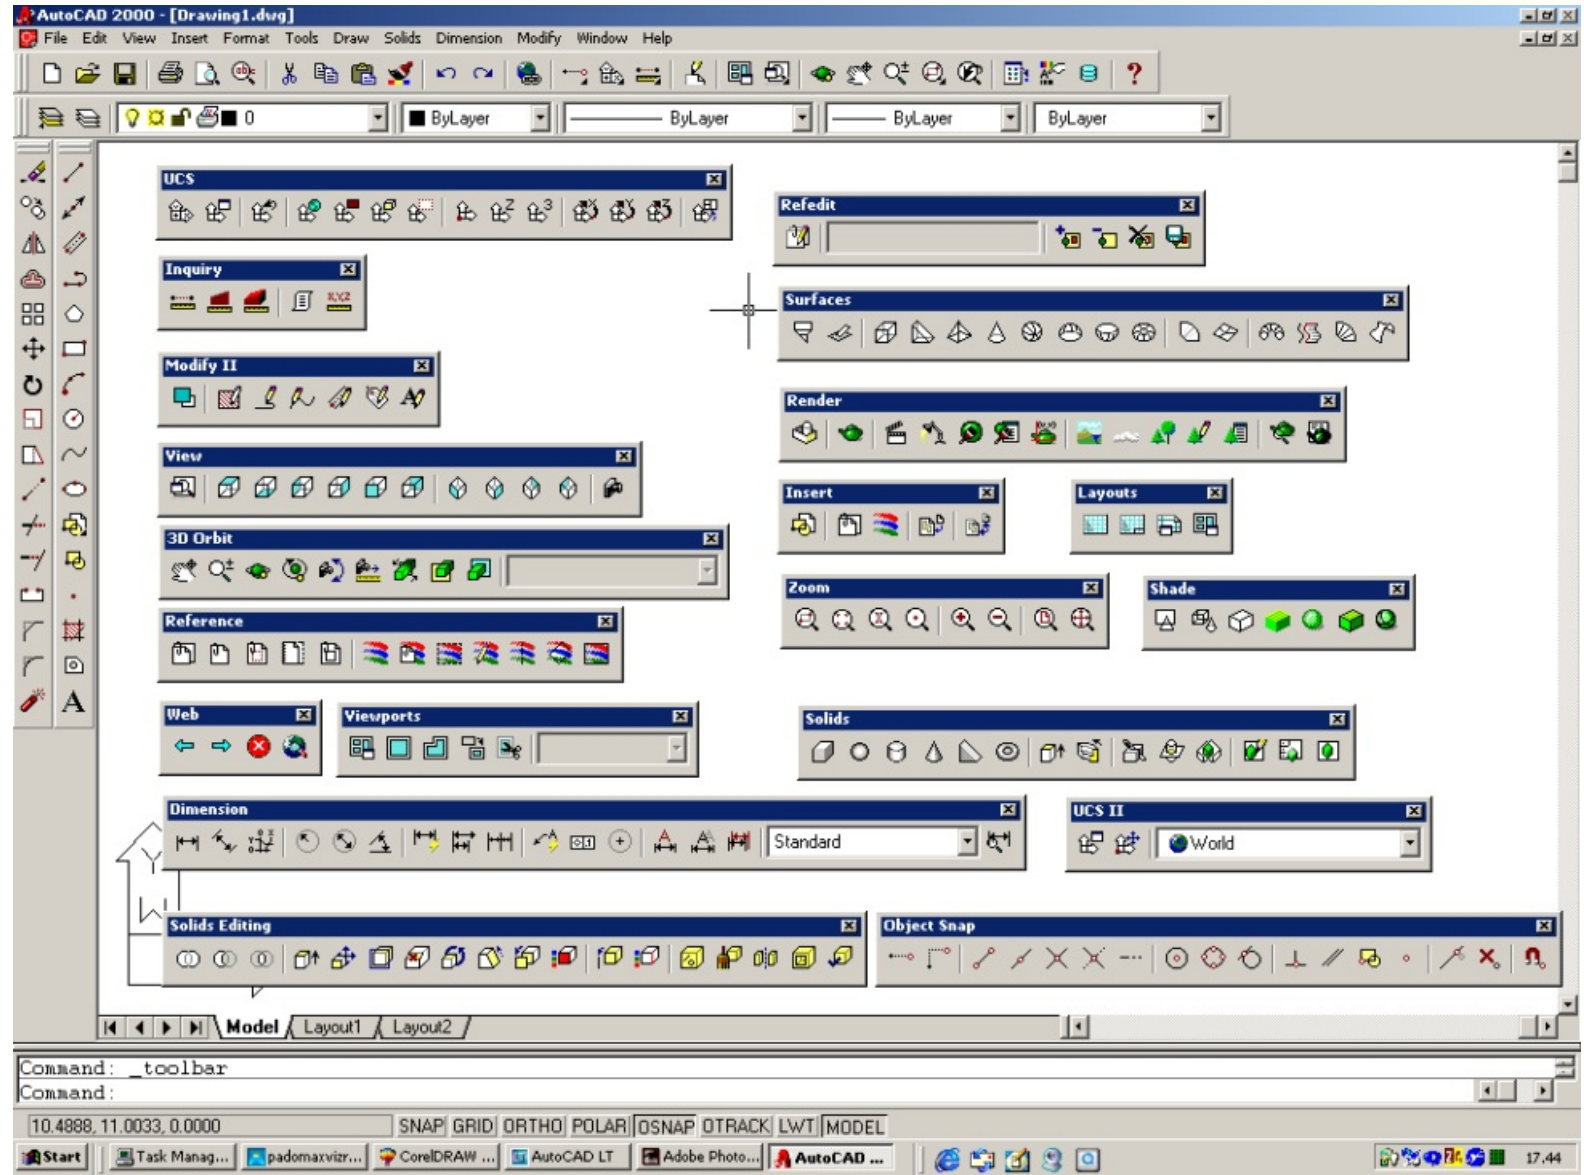 AutoCAD 2000 - [Drawing1.dwg]
File Edit View Insert Format Tools Draw Solids Dimension Modify Window Help
0 ByLayer ByLayer ByLayer ByLayer
UCS
Refedit
Inquiry
Surfaces
Modify II
Render
View
Insert
Layouts
3D Orbit
Zoom
Shade
Reference
Web
Viewports
Solids
Dimension
Standard
UCS II
World
Y
W
Solids Editing
Object Snap
Model Layout1 Layout2
Command: _toolbar
Command:
10.4888, 11.0033, 0.0000 SNAP GRID ORTHO POLAR OSNAP OTRACK LWT MODEL
Start Task Manag... padomaxvizr... CorelDRAW ... AutoCAD LT Adobe Photo... AutoCAD ... 17.44